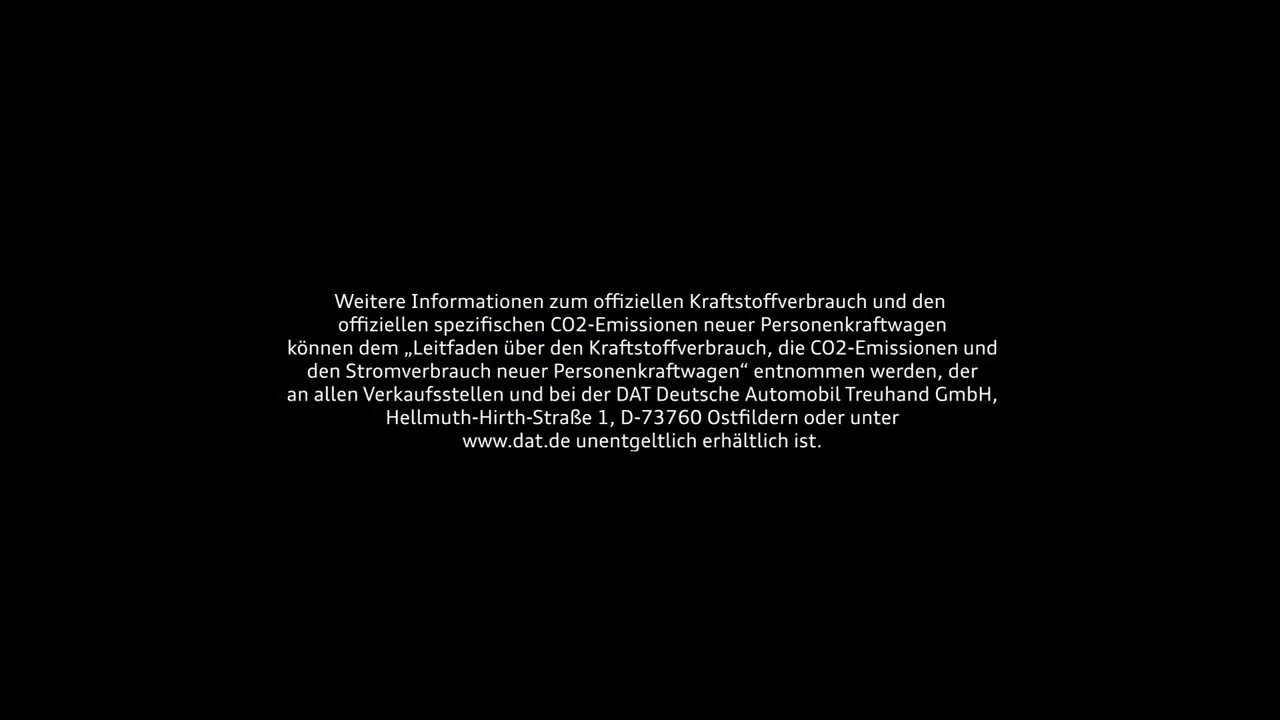 Weitere Informationen zum offiziellen Kraftstoffverbrauch und den
offiziellen spezifischen CO2-Emissionen neuer Personenkraftwagen
können dem „Leitfaden über den Kraftstoffverbrauch, die CO2-Emissionen und
den Stromverbrauch neuer Personenkraftwagen“ entnommen werden, der
an allen Verkaufsstellen und bei der DAT Deutsche Automobil Treuhand GmbH,
Hellmuth-Hirth-Straße 1, D-73760 Ostfildern oder unter
www.dat.de unentgeltlich erhältlich ist.